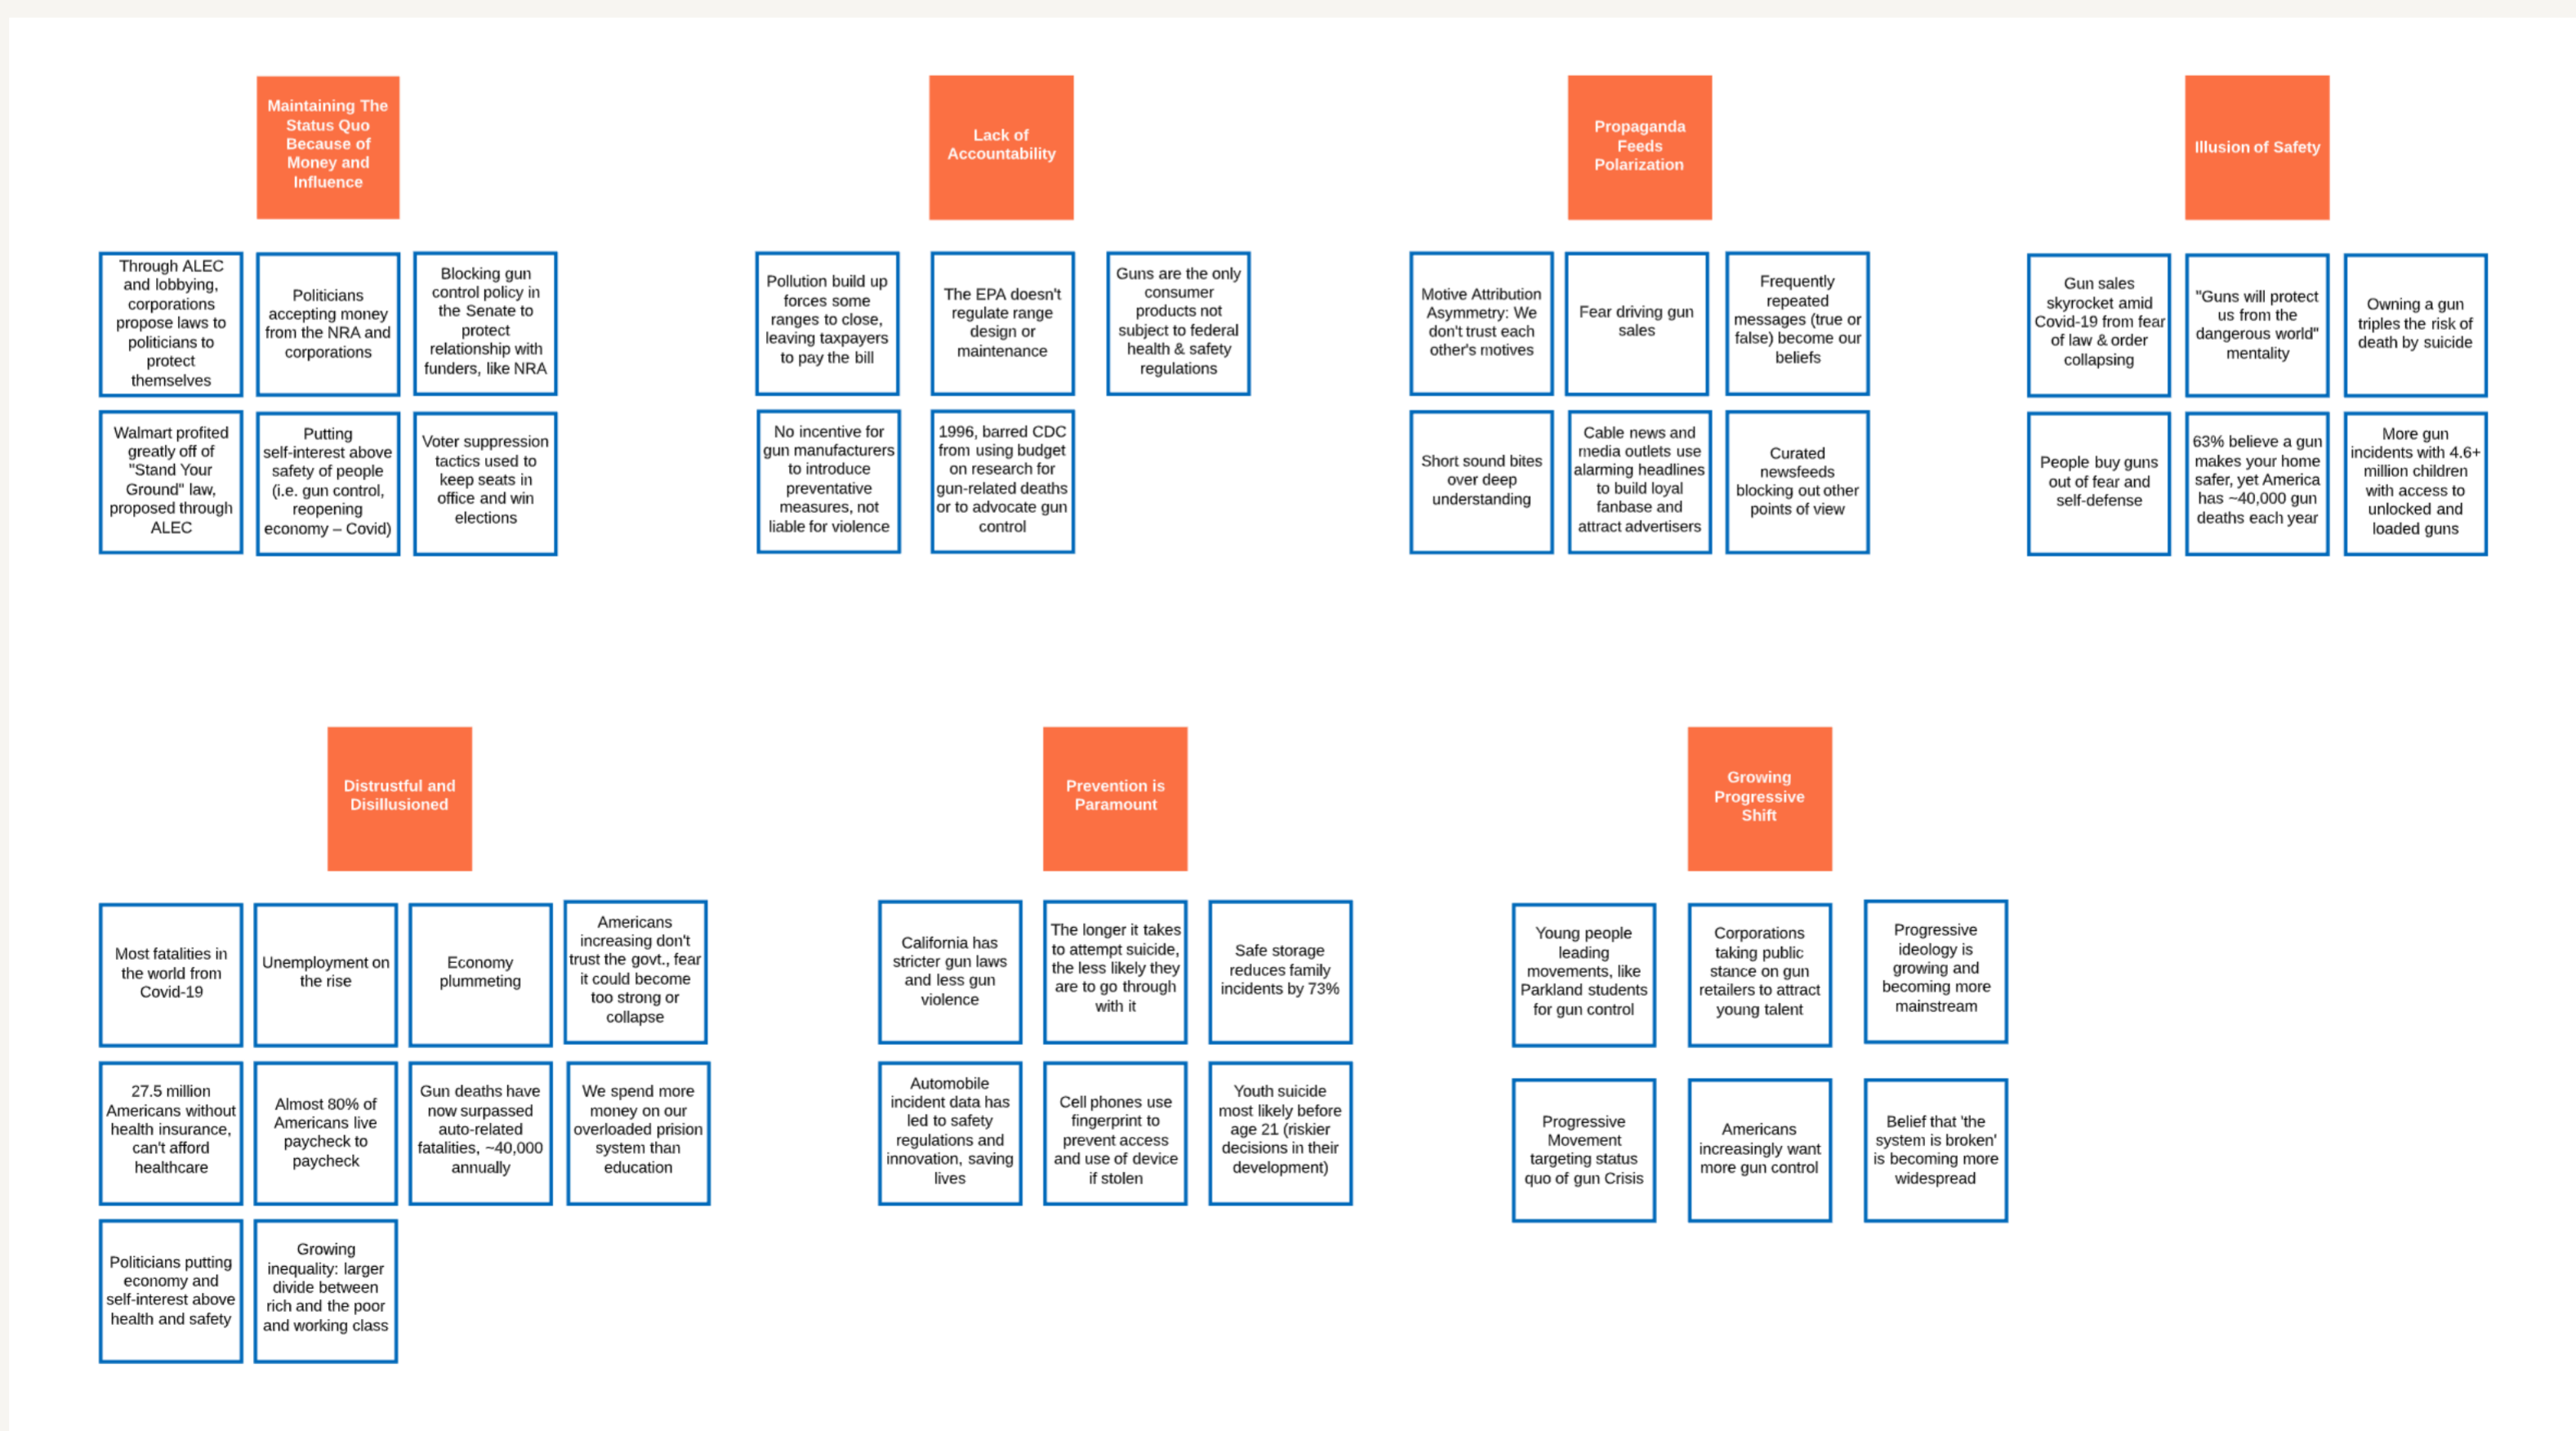 Maintaining The
Status Quo
Because of
Money and
Influence
Through ALEC
and lobbying,
corporations
propose laws to
politicians to
protect
themselves
Politicians
accepting money
from the NRA and
corporations
Blocking gun
control policy in
the Senate to
protect
relationship with
funders, like NRA
Walmart profited
greatly off of
"Stand Your
Ground" law,
proposed through
ALEC
Putting
self-interest above
safety of people
(i.e. gun control,
reopening
economy – Covid)
Voter suppression
tactics used to
keep seats in
office and win
elections
Lack of
Accountability
Pollution build up
forces some
ranges to close,
leaving taxpayers
to pay the bill
The EPA doesn't
regulate range
design or
maintenance
Guns are the only
consumer
products not
subject to federal
health & safety
regulations
No incentive for
gun manufacturers
to introduce
preventative
measures, not
liable for violence
1996, barred CDC
from using budget
on research for
gun-related deaths
or to advocate gun
control
Propaganda
Feeds
Polarization
Motive Attribution
Asymmetry: We
don't trust each
other's motives
Fear driving gun
sales
Frequently
repeated
messages (true or
false) become our
beliefs
Short sound bites
over deep
understanding
Cable news and
media outlets use
alarming headlines
to build loyal
fanbase and
attract advertisers
Curated
newsfeeds
blocking out other
points of view
Illusion of Safety
Gun sales
skyrocket amid
Covid-19 from fear
of law & order
collapsing
"Guns will protect
us from the
dangerous world"
mentality
Owning a gun
triples the risk of
death by suicide
People buy guns
out of fear and
self-defense
63% believe a gun
makes your home
safer, yet America
has ~40,000 gun
deaths each year
More gun
incidents with 4.6+
million children
with access to
unlocked and
loaded guns
Distrustful and
Disillusioned
Most fatalities in
the world from
Covid-19
Unemployment on
the rise
Economy
plummeting
Americans
increasing don't
trust the govt., fear
it could become
too strong or
collapse
27.5 million
Americans without
health insurance,
can't afford
healthcare
Almost 80% of
Americans live
paycheck to
paycheck
Gun deaths have
now surpassed
auto-related
fatalities, ~40,000
annually
We spend more
money on our
overloaded prision
system than
education
Politicians putting
economy and
self-interest above
health and safety
Growing
inequality: larger
divide between
rich and the poor
and working class
Prevention is
Paramount
California has
stricter gun laws
and less gun
violence
The longer it takes
to attempt suicide,
the less likely they
are to go through
with it
Safe storage
reduces family
incidents by 73%
Automobile
incident data has
led to safety
regulations and
innovation, saving
lives
Cell phones use
fingerprint to
prevent access
and use of device
if stolen
Youth suicide
most likely before
age 21 (riskier
decisions in their
development)
Growing
Progressive
Shift
Young people
leading
movements, like
Parkland students
for gun control
Corporations
taking public
stance on gun
retailers to attract
young talent
Progressive
ideology is
growing and
becoming more
mainstream
Progressive
Movement
targeting status
quo of gun Crisis
Americans
increasingly want
more gun control
Belief that 'the
system is broken'
is becoming more
widespread